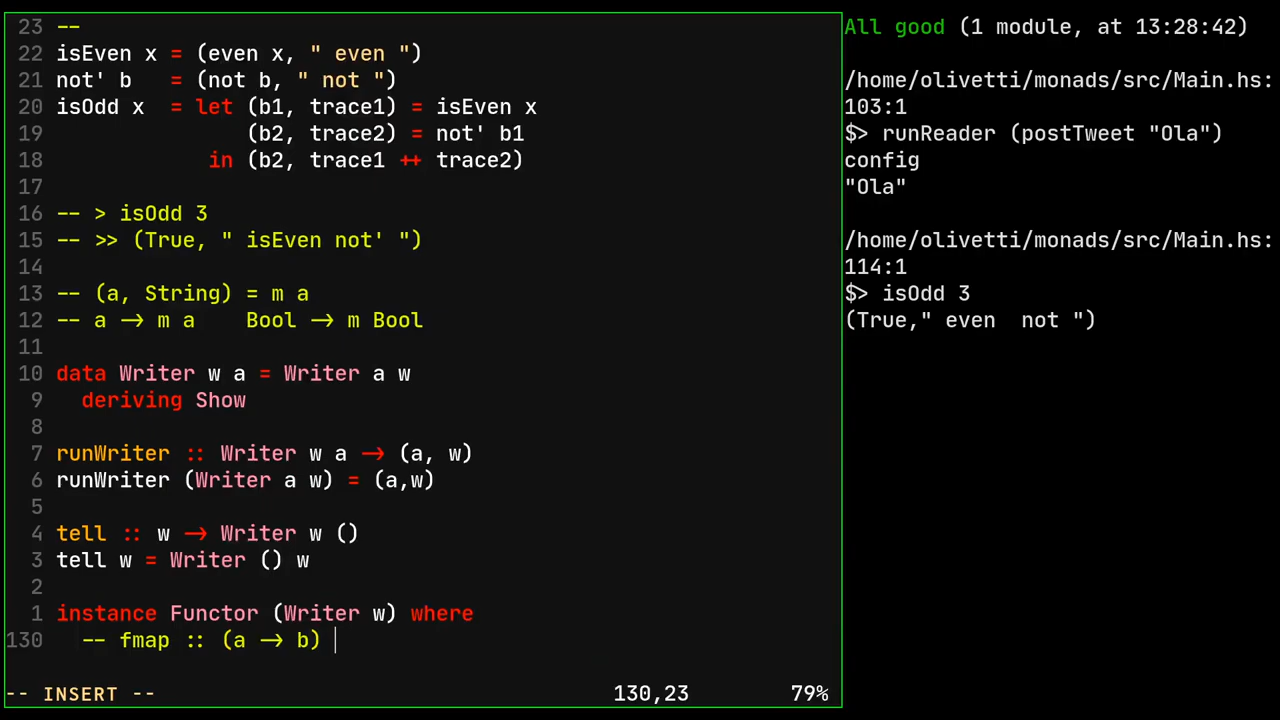 23 --
22 isEven x = (even x, " even ")
21 not' b   = (not b, " not ")
20 isOdd x  = let (b1, trace1) = isEven x
19                (b2, trace2) = not' b1
18             in (b2, trace1 ++ trace2)
17
16 -- > isOdd 3
15 -- >> (True, " isEven not' ")
14
13 -- (a, String) = m a
12 -- a -> m a    Bool -> m Bool
11
10 data Writer w a = Writer a w
9   deriving Show
8
7 runWriter :: Writer w a -> (a, w)
6 runWriter (Writer a w) = (a,w)
5
4 tell :: w -> Writer w ()
3 tell w = Writer () w
2
1 instance Functor (Writer w) where
130   -- fmap :: (a -> b)
-- INSERT -- 130,23 79%
All good (1 module, at 13:28:42)
/home/olivetti/monads/src/Main.hs:
103:1
$> runReader (postTweet "Ola")
config
"Ola"
/home/olivetti/monads/src/Main.hs:
114:1
$> isOdd 3
(True," even  not ")